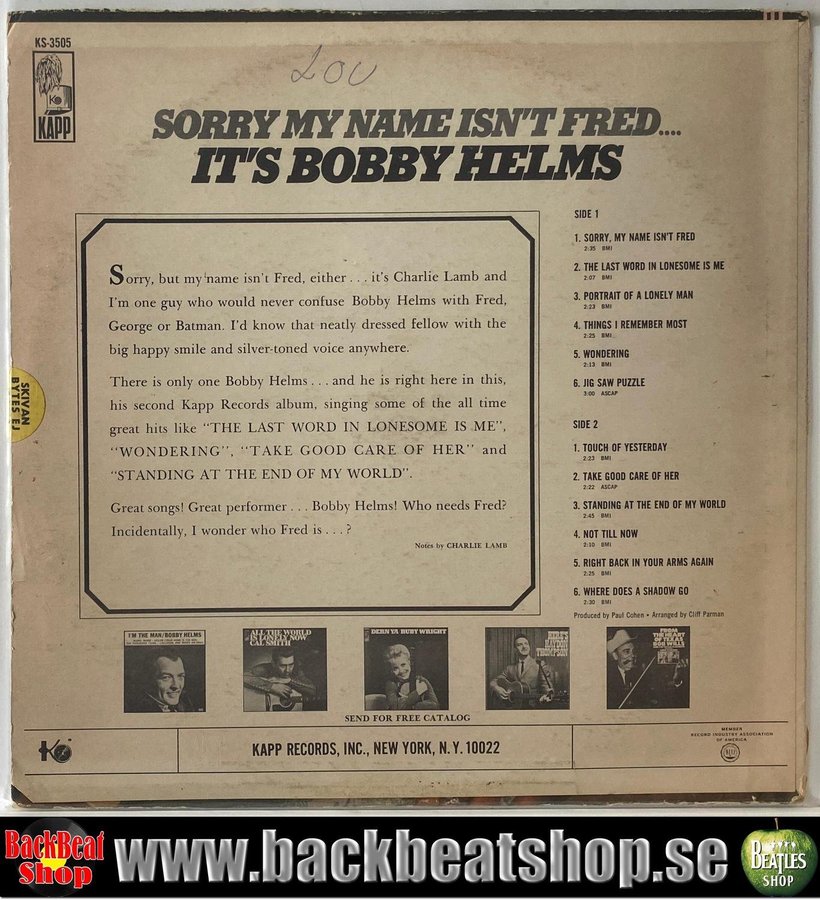 KS-3505
KAPP
Lou
SORRY MY NAME ISN'T FRED....
IT'S BOBBY HELMS
Sorry, but my name isn't Fred, either . . . it's Charlie Lamb and
I'm one guy who would never confuse Bobby Helms with Fred,
George or Batman. I'd know that neatly dressed fellow with the
big happy smile and silver-toned voice anywhere.
There is only one Bobby Helms . . . and he is right here in this,
his second Kapp Records album, singing some of the all time
great hits like "THE LAST WORD IN LONESOME IS ME",
"WONDERING", "TAKE GOOD CARE OF HER" and
"STANDING AT THE END OF MY WORLD".
Great songs! Great performer . . . Bobby Helms! Who needs Fred?
Incidentally, I wonder who Fred is . . . ?
Notes by CHARLIE LAMB
SIDE 1
1. SORRY, MY NAME ISN'T FRED
2:35 BMI
2. THE LAST WORD IN LONESOME IS ME
2:07 BMI
3. PORTRAIT OF A LONELY MAN
2:23 BMI
4. THINGS I REMEMBER MOST
2:25 BMI
5. WONDERING
2:13 BMI
6. JIG SAW PUZZLE
3:00 ASCAP
SIDE 2
1. TOUCH OF YESTERDAY
2:23 BMI
2. TAKE GOOD CARE OF HER
2:22 ASCAP
3. STANDING AT THE END OF MY WORLD
2:45 BMI
4. NOT TILL NOW
2:10 BMI
5. RIGHT BACK IN YOUR ARMS AGAIN
2:25 BMI
6. WHERE DOES A SHADOW GO
2:30 BMI
Produced by Paul Cohen • Arranged by Cliff Parman
SKIVAN
BYTES EJ
I'M THE MAN/BOBBY HELMS
ALL THE WORLD
IS LONELY NOW
CAL SMITH
DERN YA RUBY WRIGHT
HERE'S
HAYDEN
THOMPSON
FROM
THE HEART
OF TEXAS
BOB WILLS
SEND FOR FREE CATALOG
KAPP RECORDS, INC., NEW YORK, N.Y. 10022
MEMBER
RECORD INDUSTRY ASSOCIATION
OF AMERICA
BackBeat
Shop
www.backbeatshop.se
BEATLES
SHOP